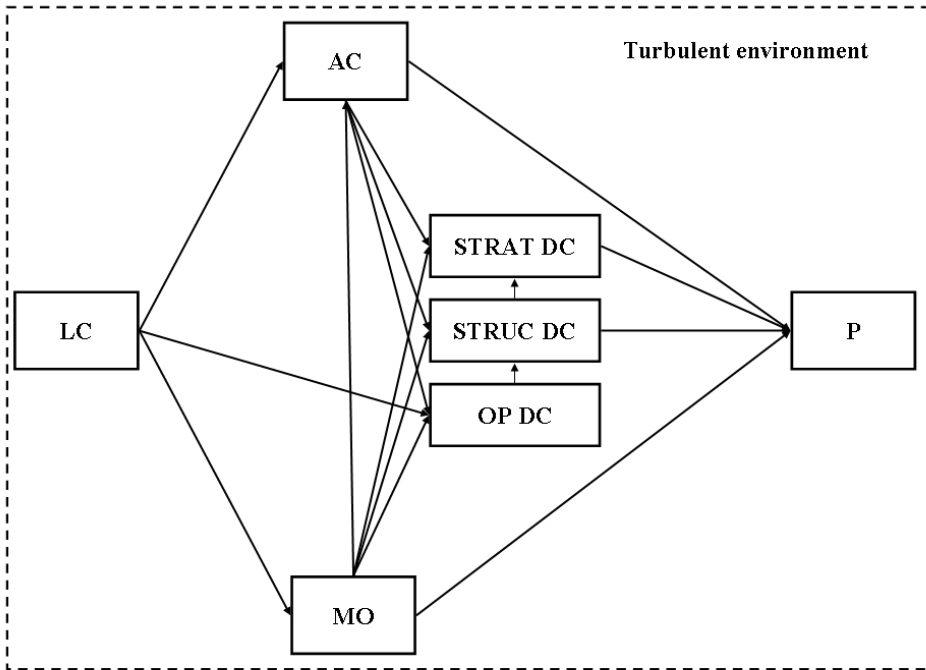 AC
Turbulent environment
STRAT DC
LC
STRUC DC
P
OP DC
MO